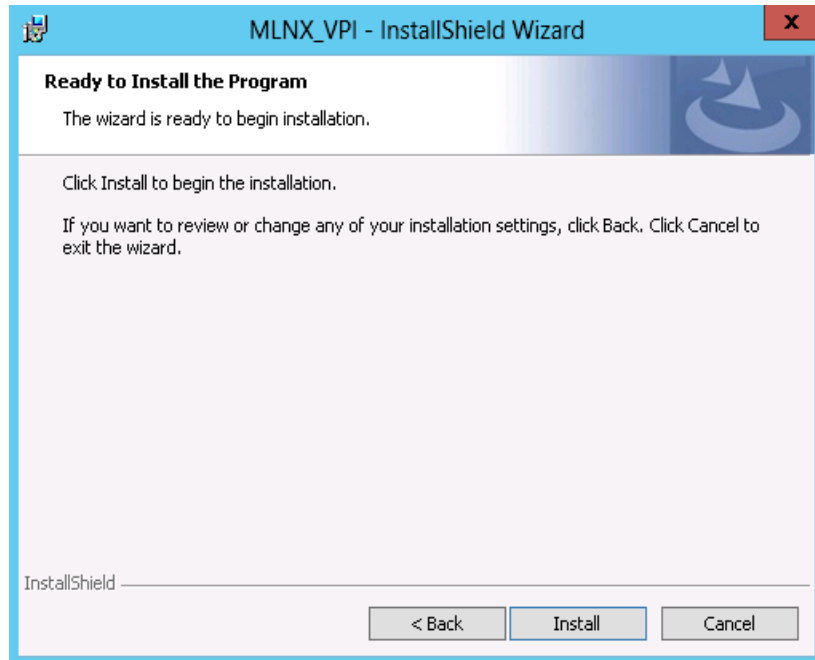 MLNX_VPI - InstallShield Wizard
x
Ready to Install the Program
The wizard is ready to begin installation.
Click Install to begin the installation.
If you want to review or change any of your installation settings, click Back. Click Cancel to
exit the wizard.
InstallShield
< Back Install Cancel